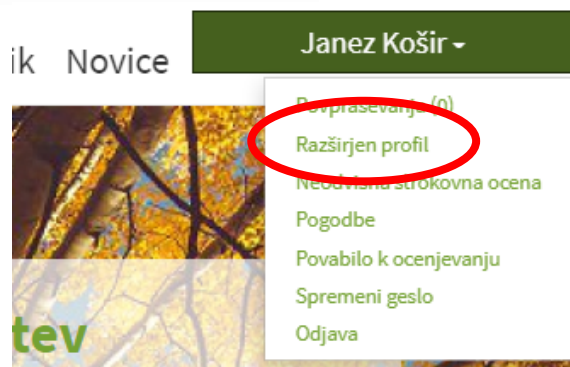 ik Novice
Janez Košir
Povpraševanja (0)
Razširjen profil
Neodvisna strokovna ocena
Pogodbe
Povabilo k ocenjevanju
Spremeni geslo
Odjava
tev